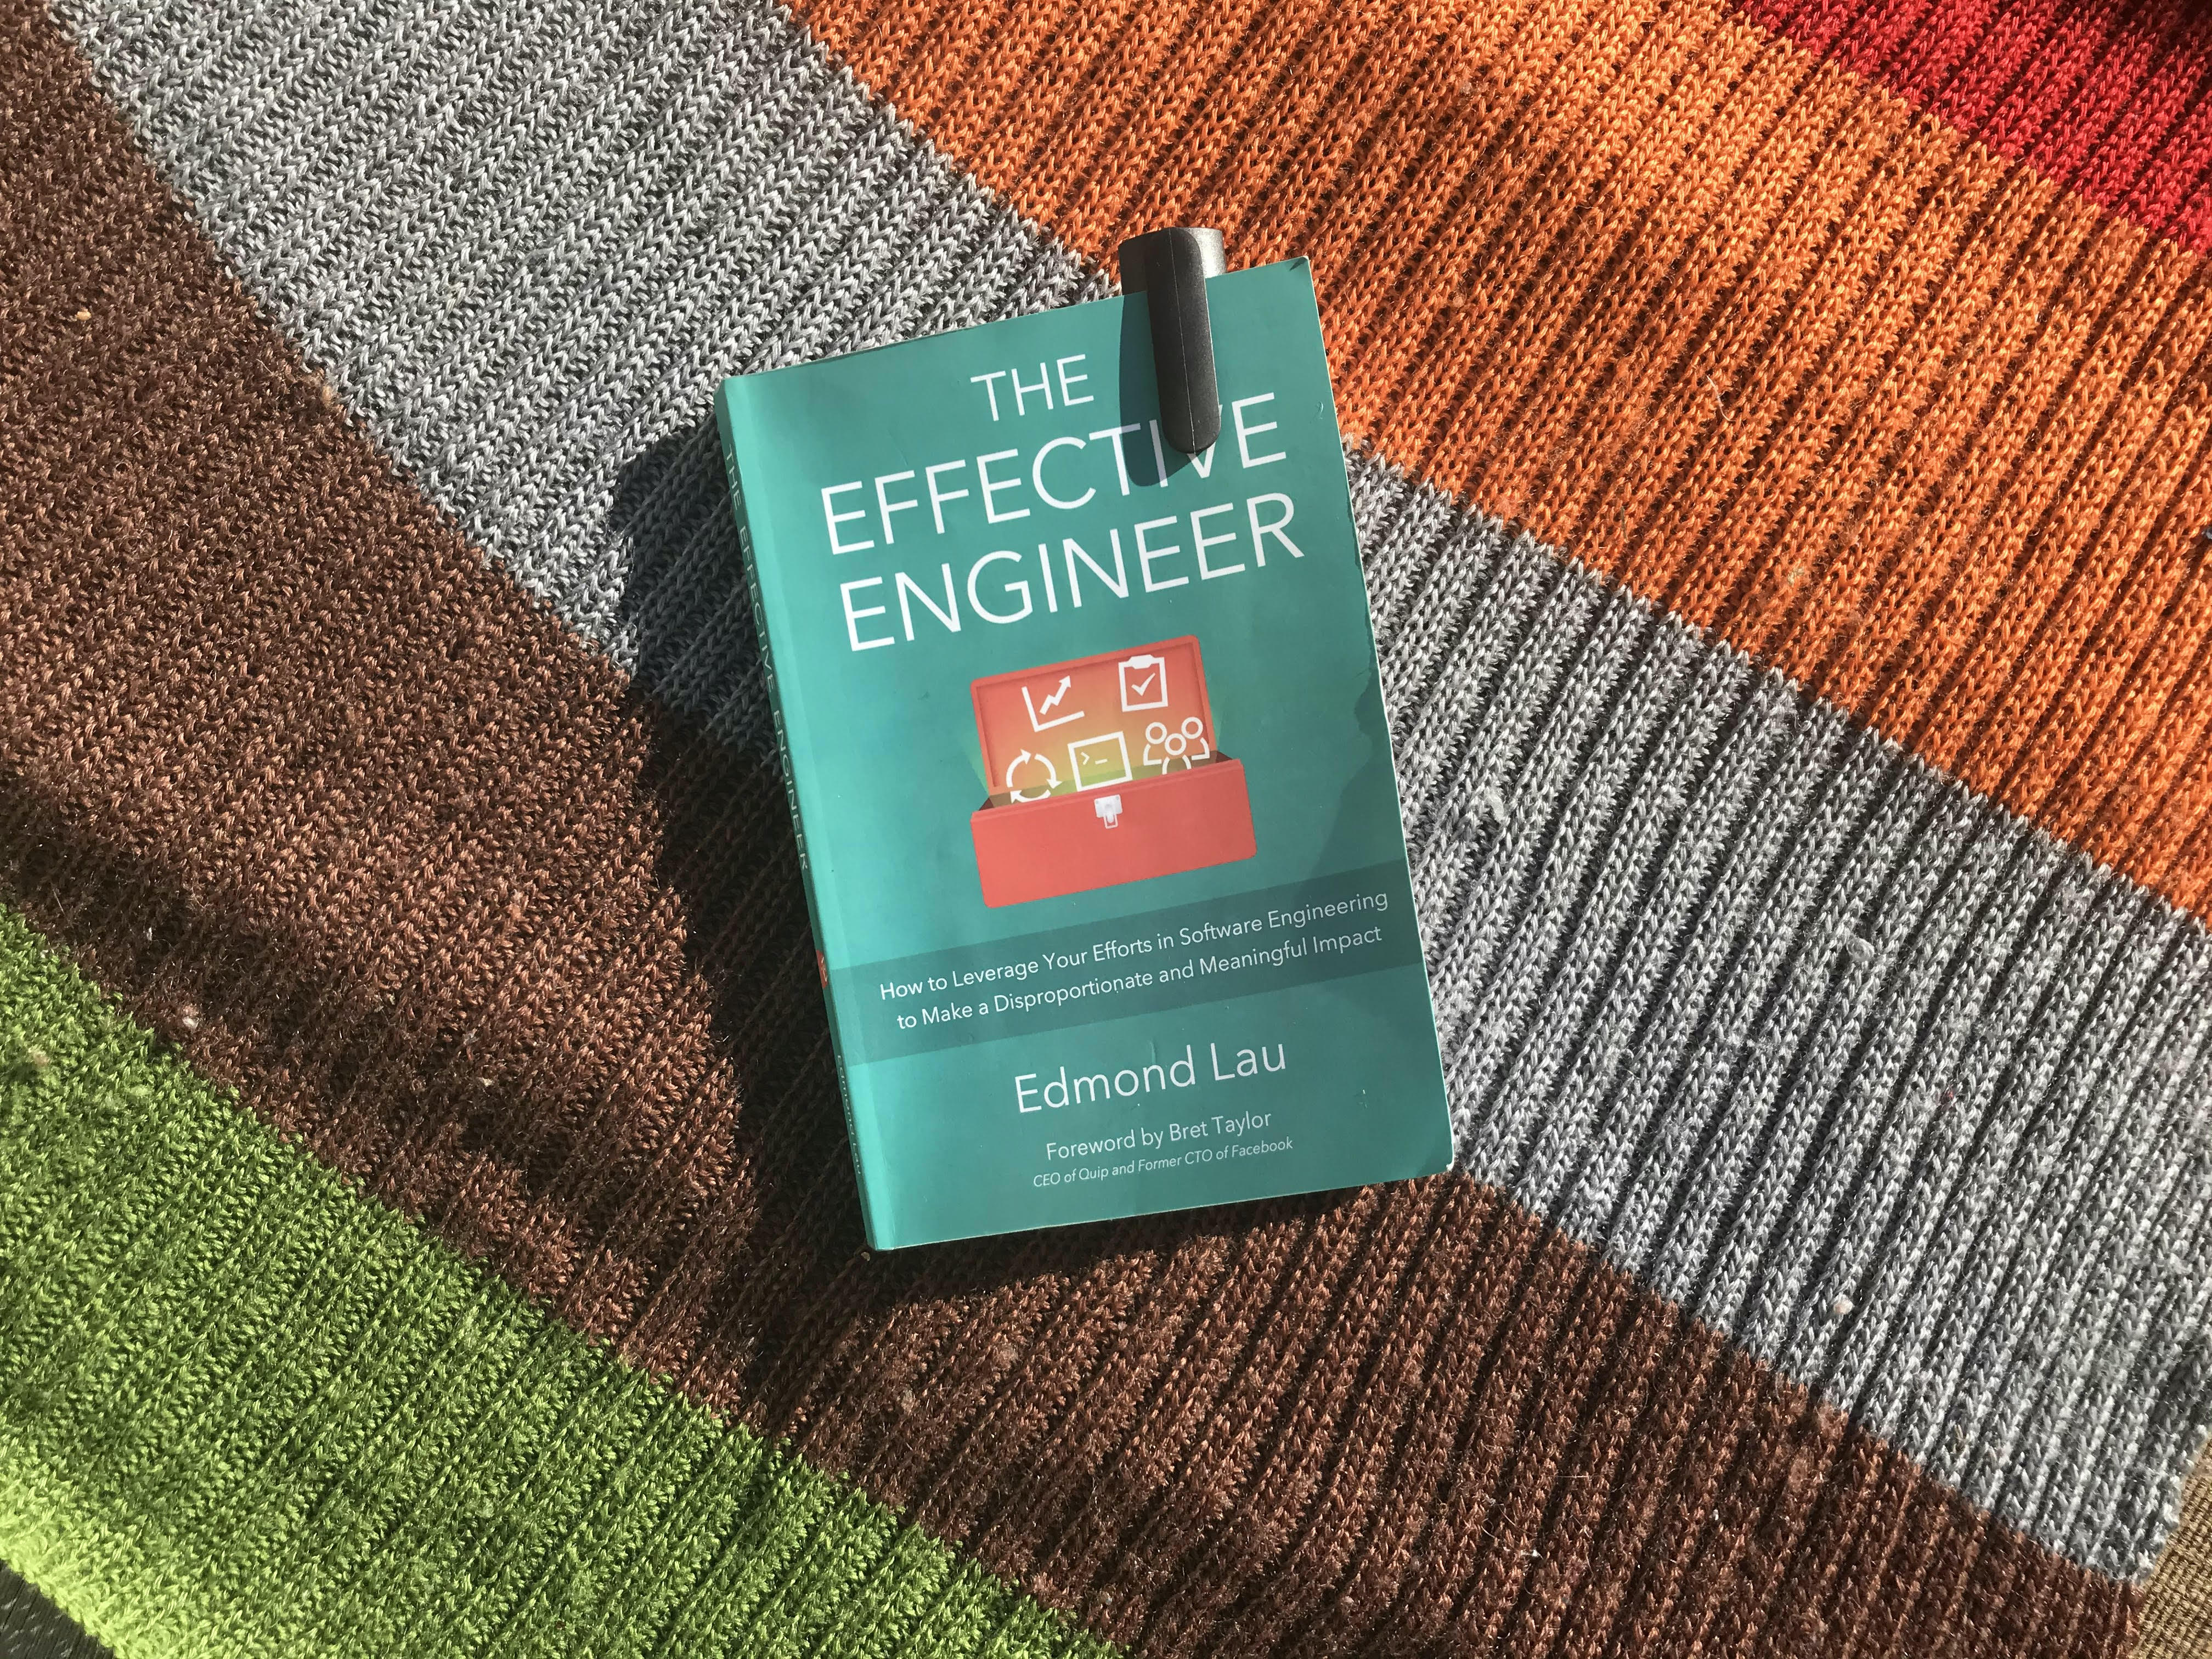 THE
EFFECTIVE
ENGINEER
>_
How to Leverage Your Efforts in Software Engineering
to Make a Disproportionate and Meaningful Impact
Edmond Lau
Foreword by Bret Taylor
CEO of Quip and Former CTO of Facebook
THE EFFECTIVE ENGINEER